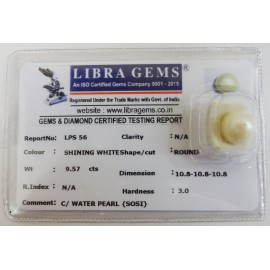 LIBRA GEMS®
An ISO Certified Gems Company 9001 - 2015
Registered Under the Trade Marks with Govt. of India
www.libragems.co.in
GEMS & DIAMOND CERTIFIED TESTING REPORT
ReportNo: LPS 56 Clarity : N/A
Colour : SHINING WHITE Shape/cut : ROUND
Wt : 9.57 cts Dimension : 10.8-10.8-10.8
R.Index : N/A Hardness : 3.0
Comment : C/ WATER PEARL {SOSI}